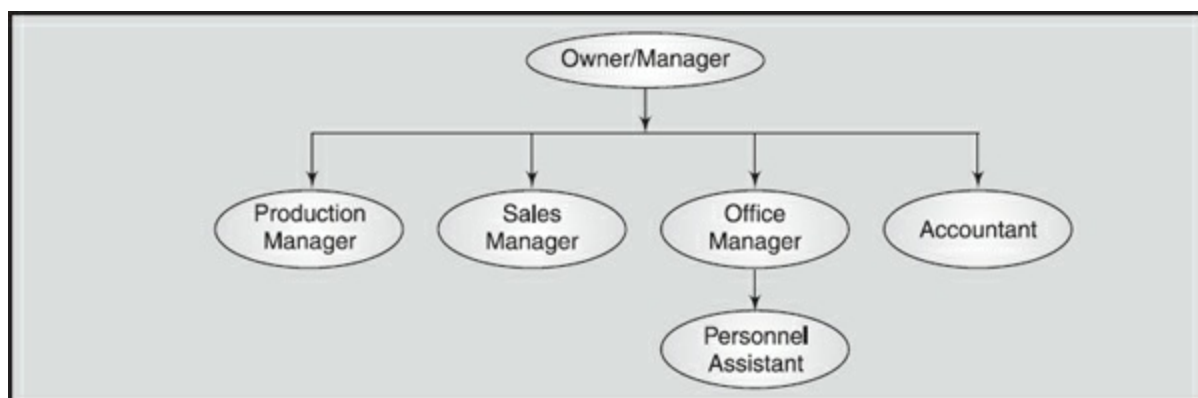 Owner/Manager
Production
Manager
Sales
Manager
Office
Manager
Accountant
Personnel
Assistant